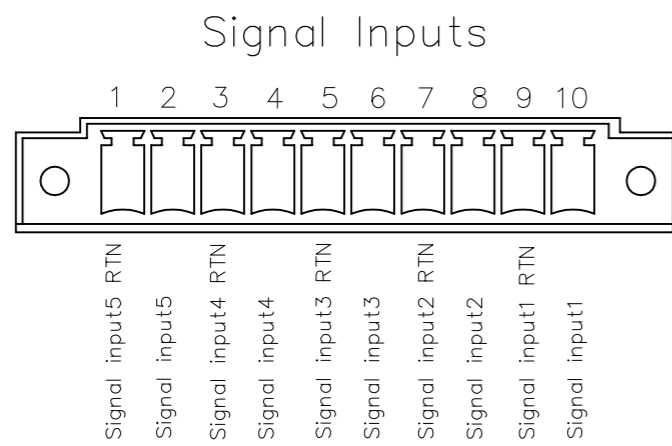 Signal Inputs
1 2 3 4 5 6 7 8 9 10
Signal input5 RTN
Signal input5
Signal input4 RTN
Signal input4
Signal input3 RTN
Signal input3
Signal input2 RTN
Signal input2
Signal input1 RTN
Signal input1